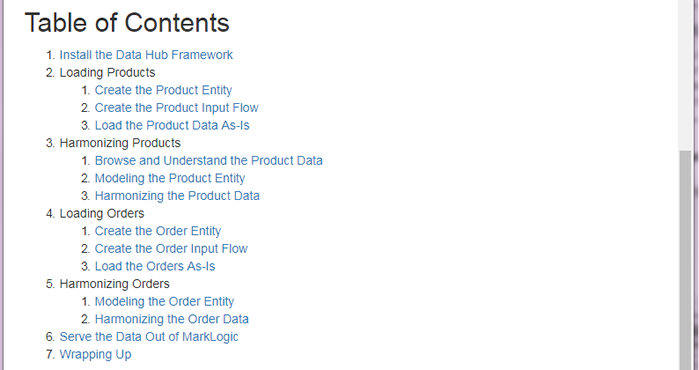 Table of Contents
1. Install the Data Hub Framework
2. Loading Products
1. Create the Product Entity
2. Create the Product Input Flow
3. Load the Product Data As-Is
3. Harmonizing Products
1. Browse and Understand the Product Data
2. Modeling the Product Entity
3. Harmonizing the Product Data
4. Loading Orders
1. Create the Order Entity
2. Create the Order Input Flow
3. Load the Orders As-Is
5. Harmonizing Orders
1. Modeling the Order Entity
2. Harmonizing the Order Data
6. Serve the Data Out of MarkLogic
7. Wrapping Up